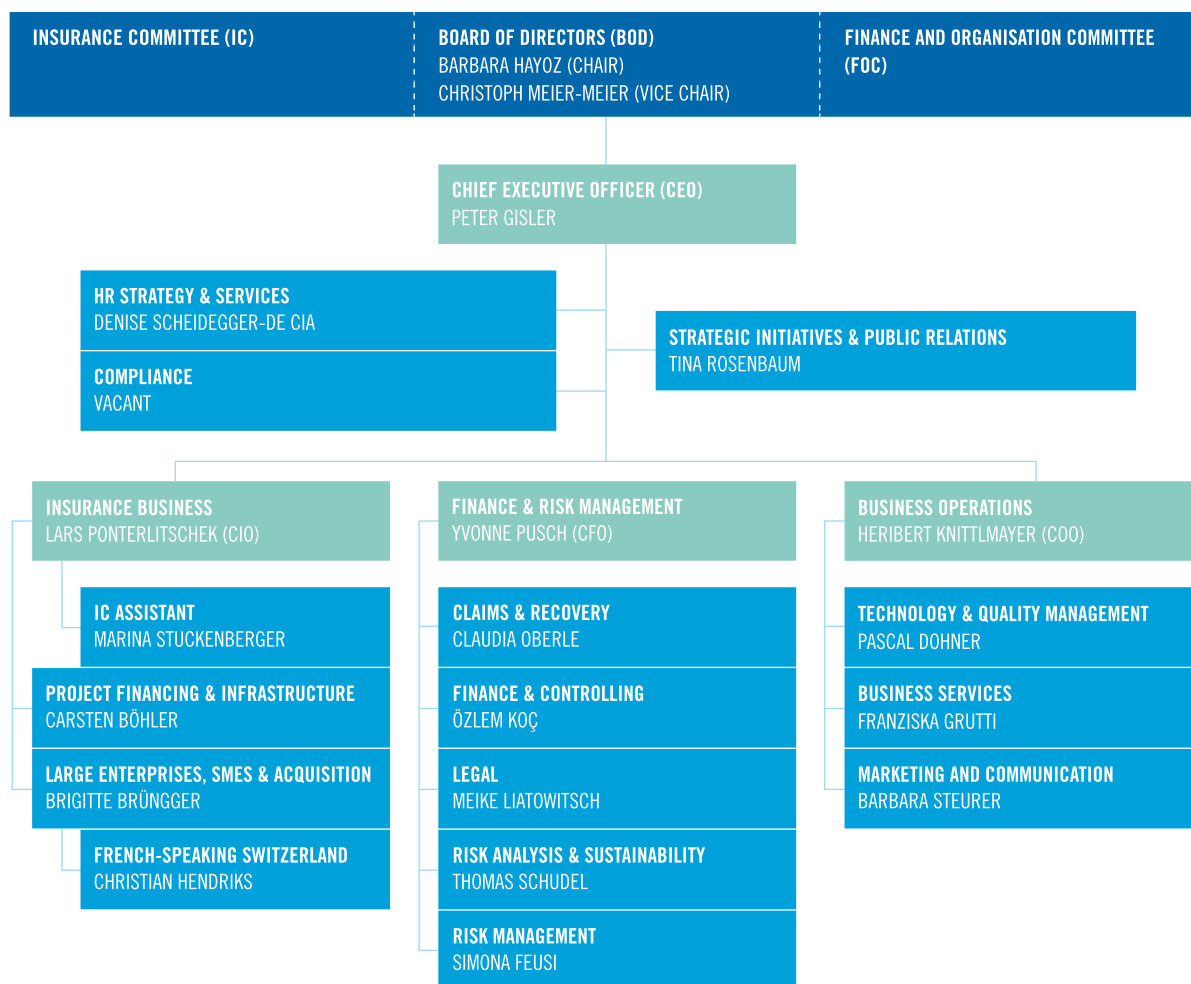 INSURANCE COMMITTEE (IC)
BOARD OF DIRECTORS (BOD)
BARBARA HAYOZ (CHAIR)
CHRISTOPH MEIER-MEIER (VICE CHAIR)
FINANCE AND ORGANISATION COMMITTEE
(FOC)
CHIEF EXECUTIVE OFFICER (CEO)
PETER GISLER
HR STRATEGY & SERVICES
DENISE SCHEIDEGGER-DE CIA
COMPLIANCE
VACANT
STRATEGIC INITIATIVES & PUBLIC RELATIONS
TINA ROSENBAUM
INSURANCE BUSINESS
LARS PONTERLITSCHEK (CIO)
IC ASSISTANT
MARINA STUCKENBERGER
PROJECT FINANCING & INFRASTRUCTURE
CARSTEN BÖHLER
LARGE ENTERPRISES, SMES & ACQUISITION
BRIGITTE BRÜNGGER
FRENCH-SPEAKING SWITZERLAND
CHRISTIAN HENDRIKS
FINANCE & RISK MANAGEMENT
YVONNE PUSCH (CFO)
CLAIMS & RECOVERY
CLAUDIA OBERLE
FINANCE & CONTROLLING
ÖZLEM KOÇ
LEGAL
MEIKE LIATOWITSCH
RISK ANALYSIS & SUSTAINABILITY
THOMAS SCHUDEL
RISK MANAGEMENT
SIMONA FEUSI
BUSINESS OPERATIONS
HERIBERT KNITTLMAYER (COO)
TECHNOLOGY & QUALITY MANAGEMENT
PASCAL DOHNER
BUSINESS SERVICES
FRANZISKA GRUTTI
MARKETING AND COMMUNICATION
BARBARA STEURER